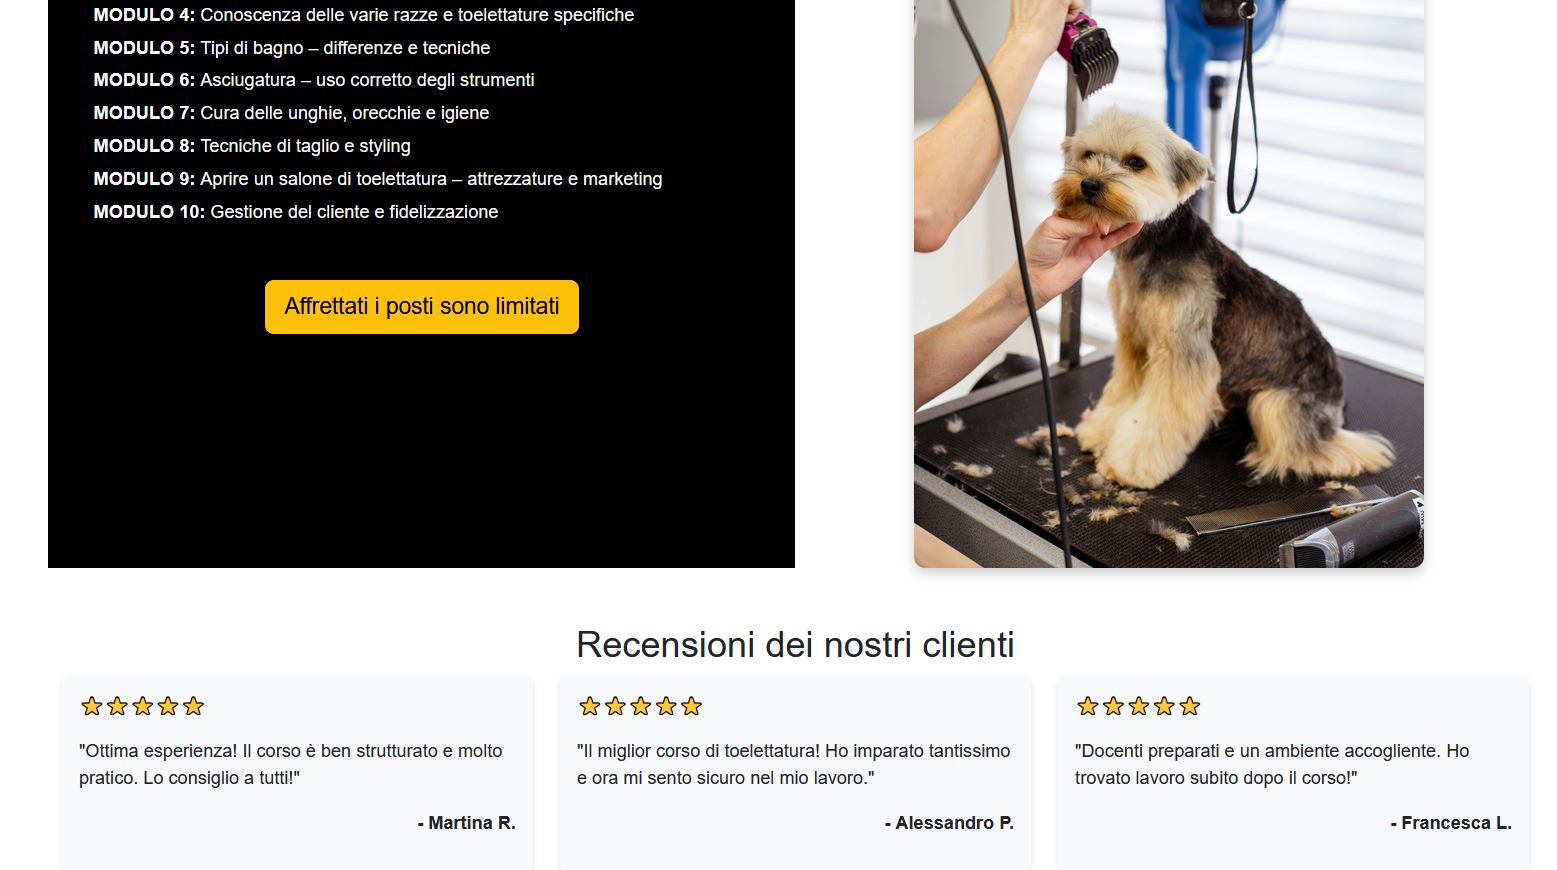 MODULO 4: Conoscenza delle varie razze e toelettature specifiche
MODULO 5: Tipi di bagno – differenze e tecniche
MODULO 6: Asciugatura – uso corretto degli strumenti
MODULO 7: Cura delle unghie, orecchie e igiene
MODULO 8: Tecniche di taglio e styling
MODULO 9: Aprire un salone di toelettatura – attrezzature e marketing
MODULO 10: Gestione del cliente e fidelizzazione
Affrettati i posti sono limitati
Recensioni dei nostri clienti
"Ottima esperienza! Il corso è ben strutturato e molto
pratico. Lo consiglio a tutti!"
- Martina R.
"Il miglior corso di toelettatura! Ho imparato tantissimo
e ora mi sento sicuro nel mio lavoro."
- Alessandro P.
"Docenti preparati e un ambiente accogliente. Ho
trovato lavoro subito dopo il corso!"
- Francesca L.